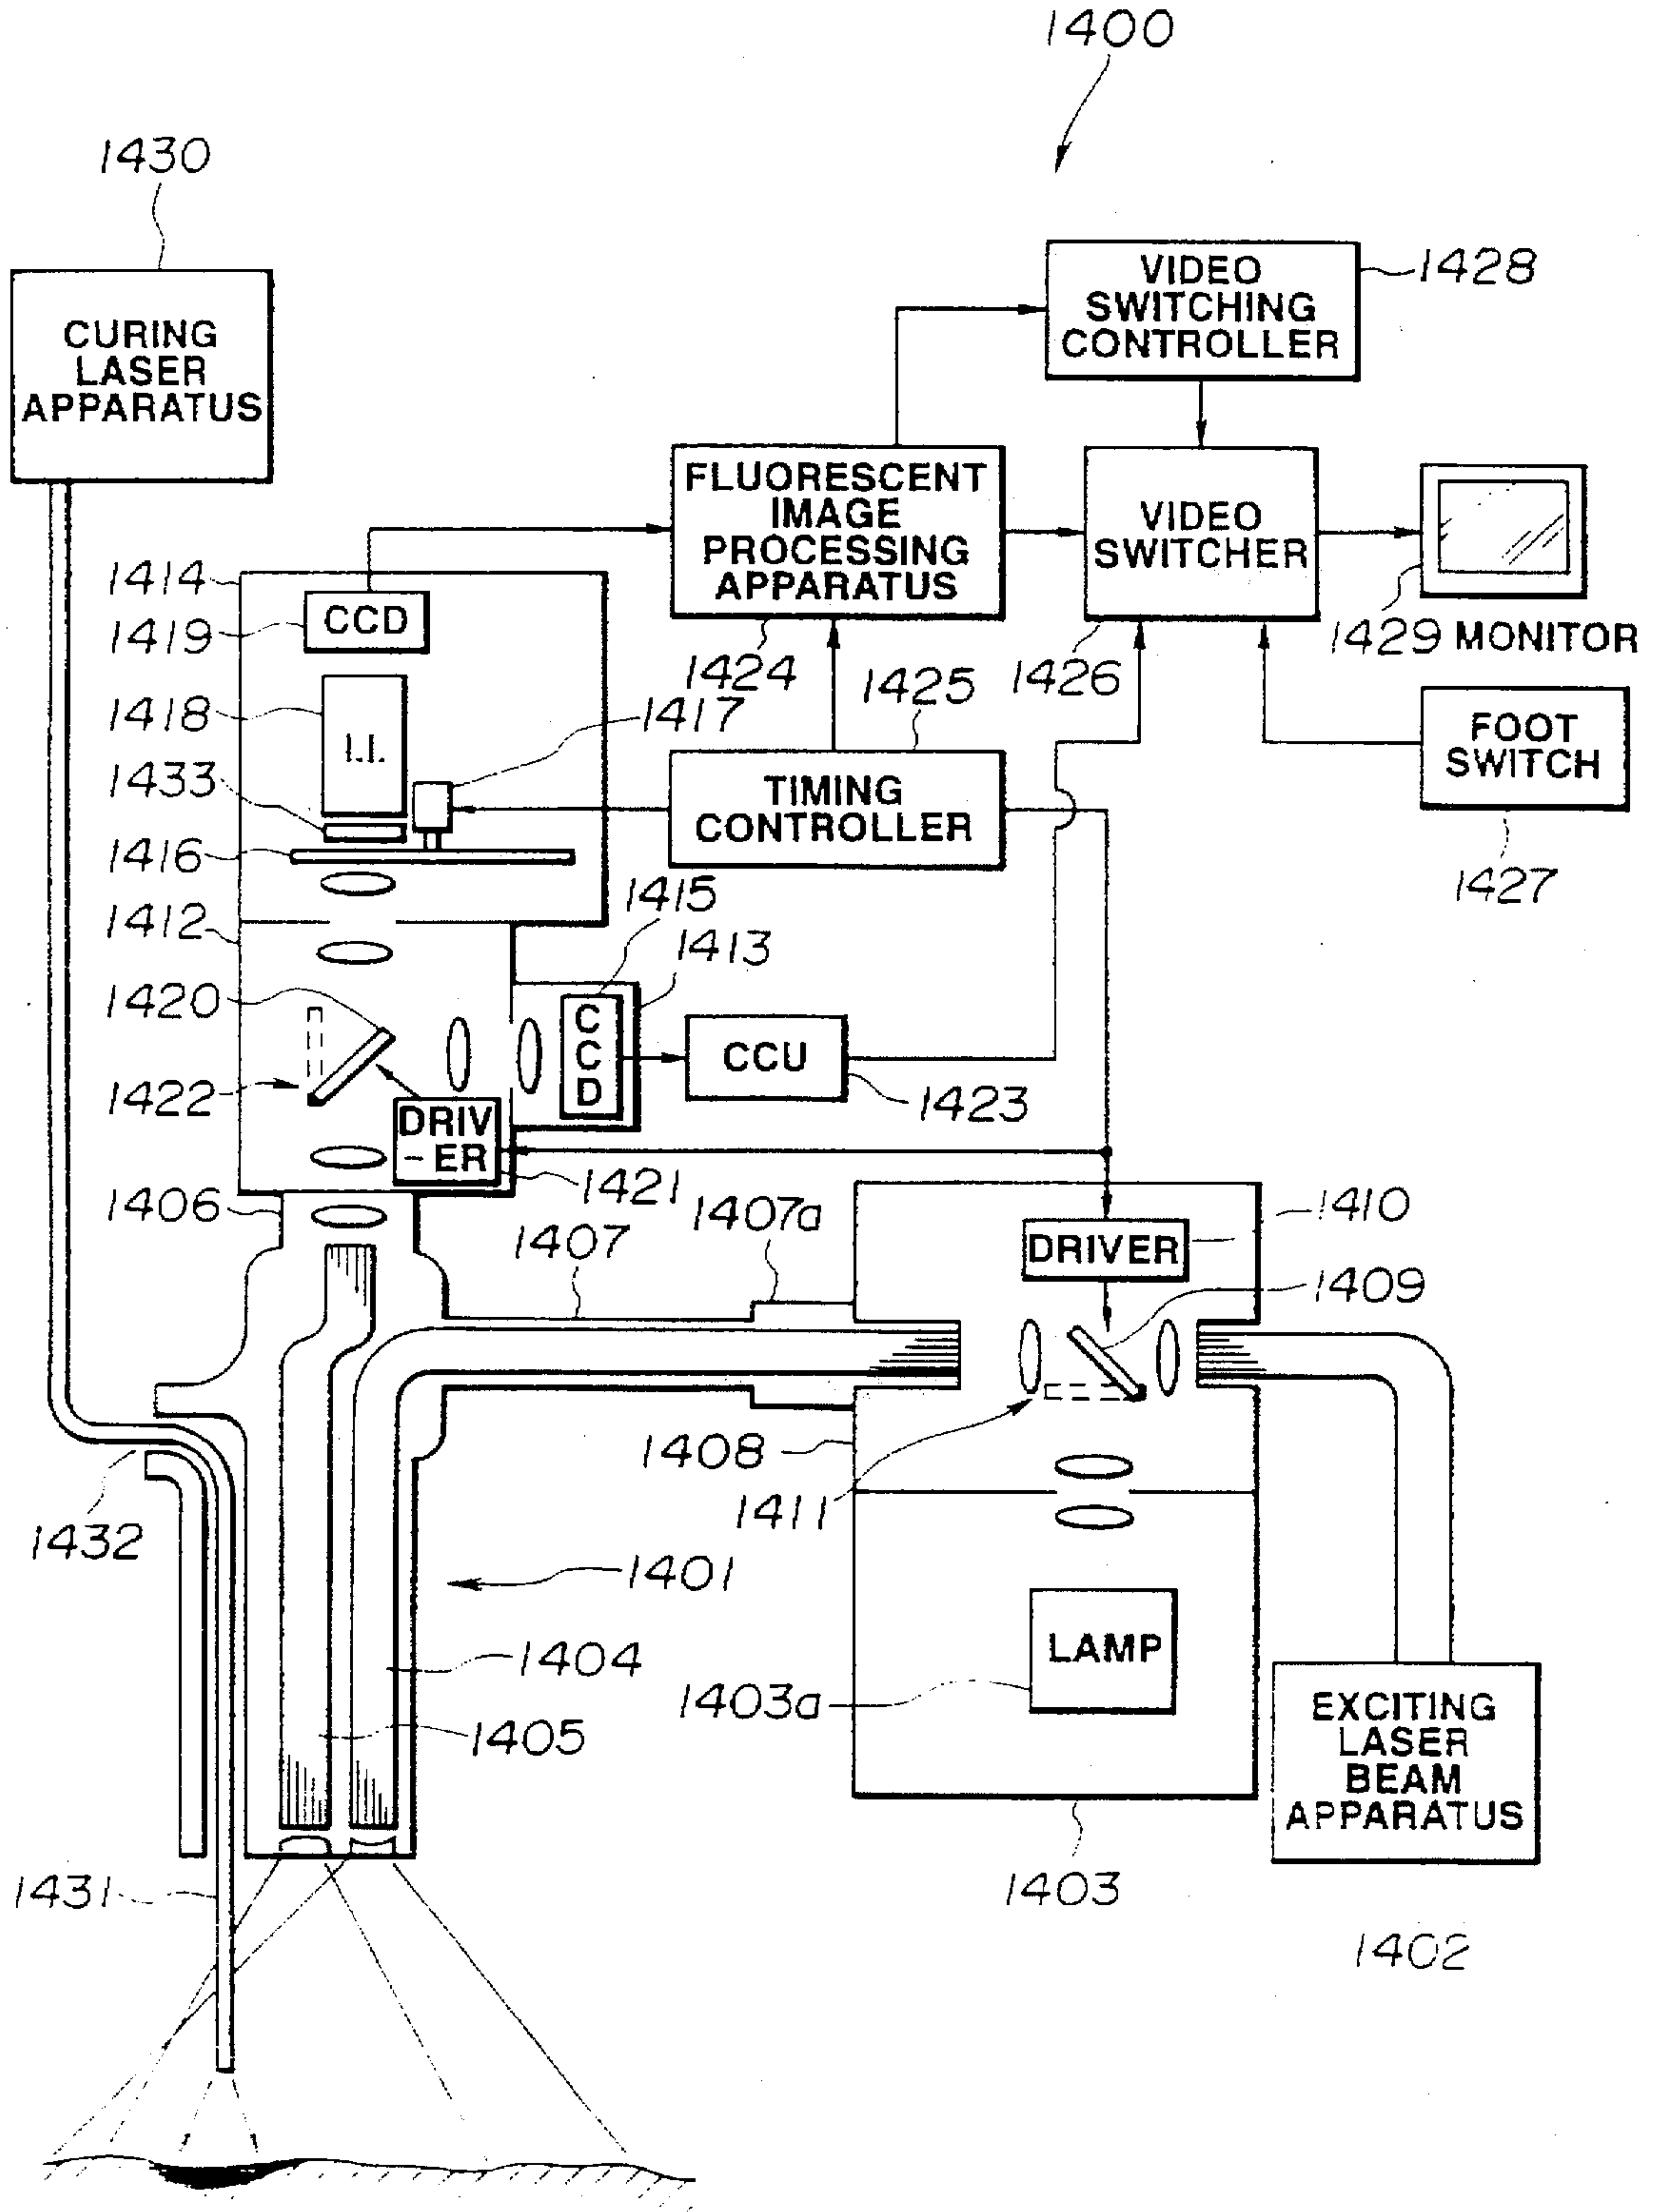 1400
1430
CURING
LASER
APPARATUS
VIDEO
SWITCHING
CONTROLLER
1428
FLUORESCENT
IMAGE
PROCESSING
APPARATUS
1424
VIDEO
SWITCHER
1426
1429 MONITOR
1414
CCD
1419
1418
I.I.
1417
1425
1433
TIMING
CONTROLLER
FOOT
SWITCH
1427
1416
1412
1415
1413
1420
C
C
D
CCU
1423
1422
DRIV
-ER
1421
1406
1407
1407a
1410
DRIVER
1409
1408
1411
1432
1401
1404
1405
LAMP
1403a
EXCITING
LASER
BEAM
APPARATUS
1431
1403
1402